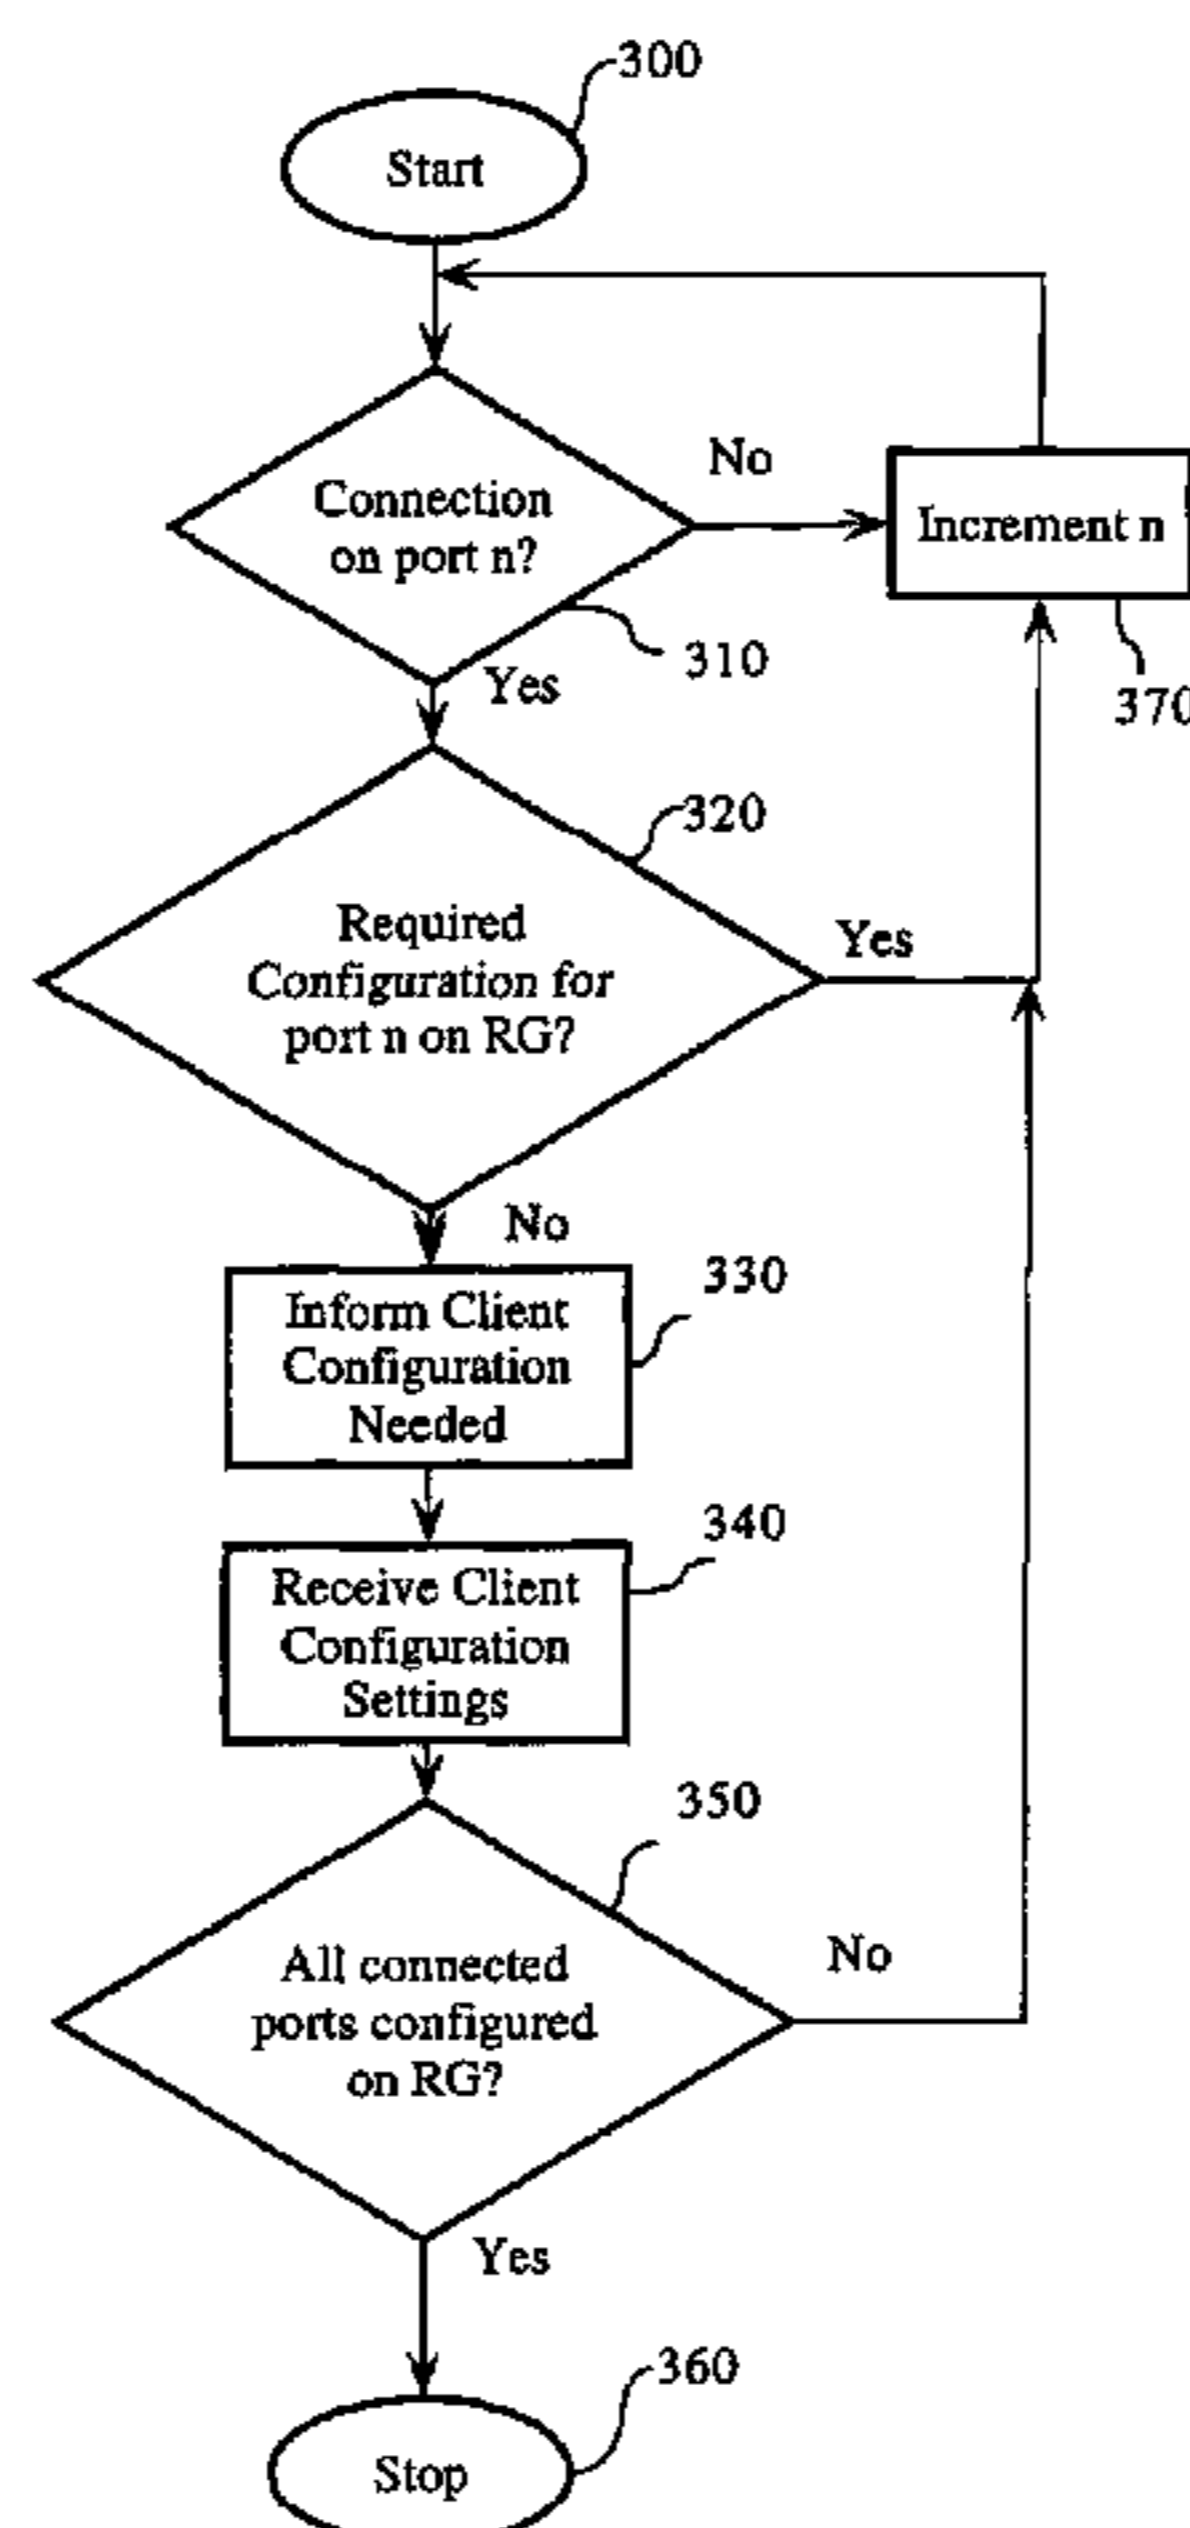 300
Start
No
Connection
on port n?
Increment n
310
Yes
370
320
Required
Configuration for
port n on RG?
Yes
No
330
Inform Client
Configuration
Needed
340
Receive Client
Configuration
Settings
350
All connected
ports configured
on RG?
No
Yes
360
Stop